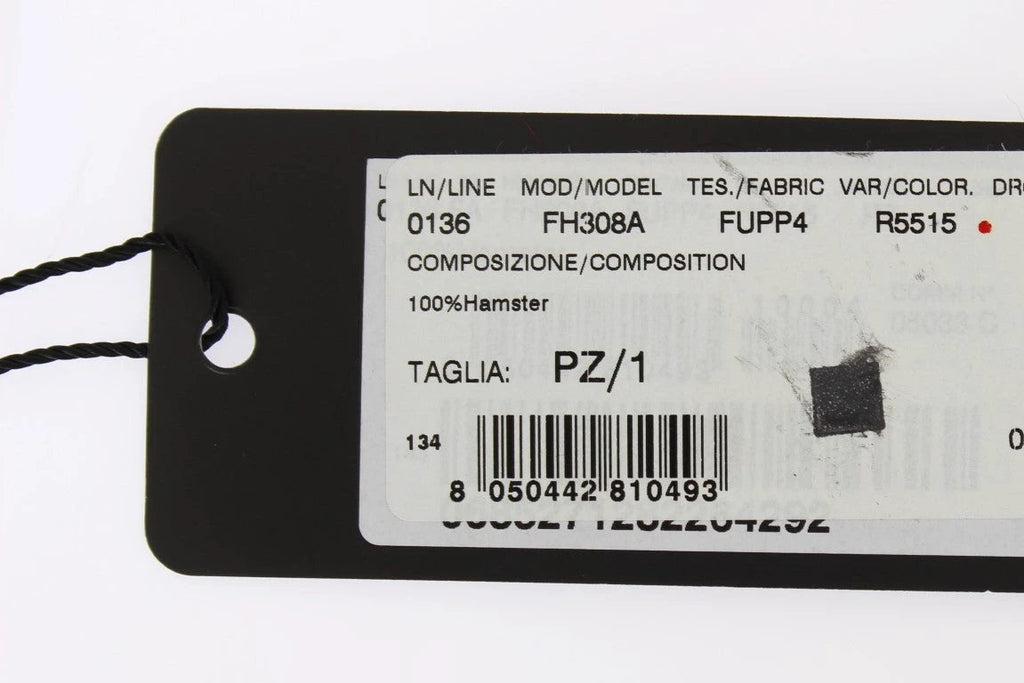 LN/LINE MOD/MODEL TES./FABRIC VAR/COLOR.
0136 FH308A FUPP4 R5515
COMPOSIZIONE/COMPOSITION
100%Hamster
TAGLIA: PZ/1
134
8 050442 810493